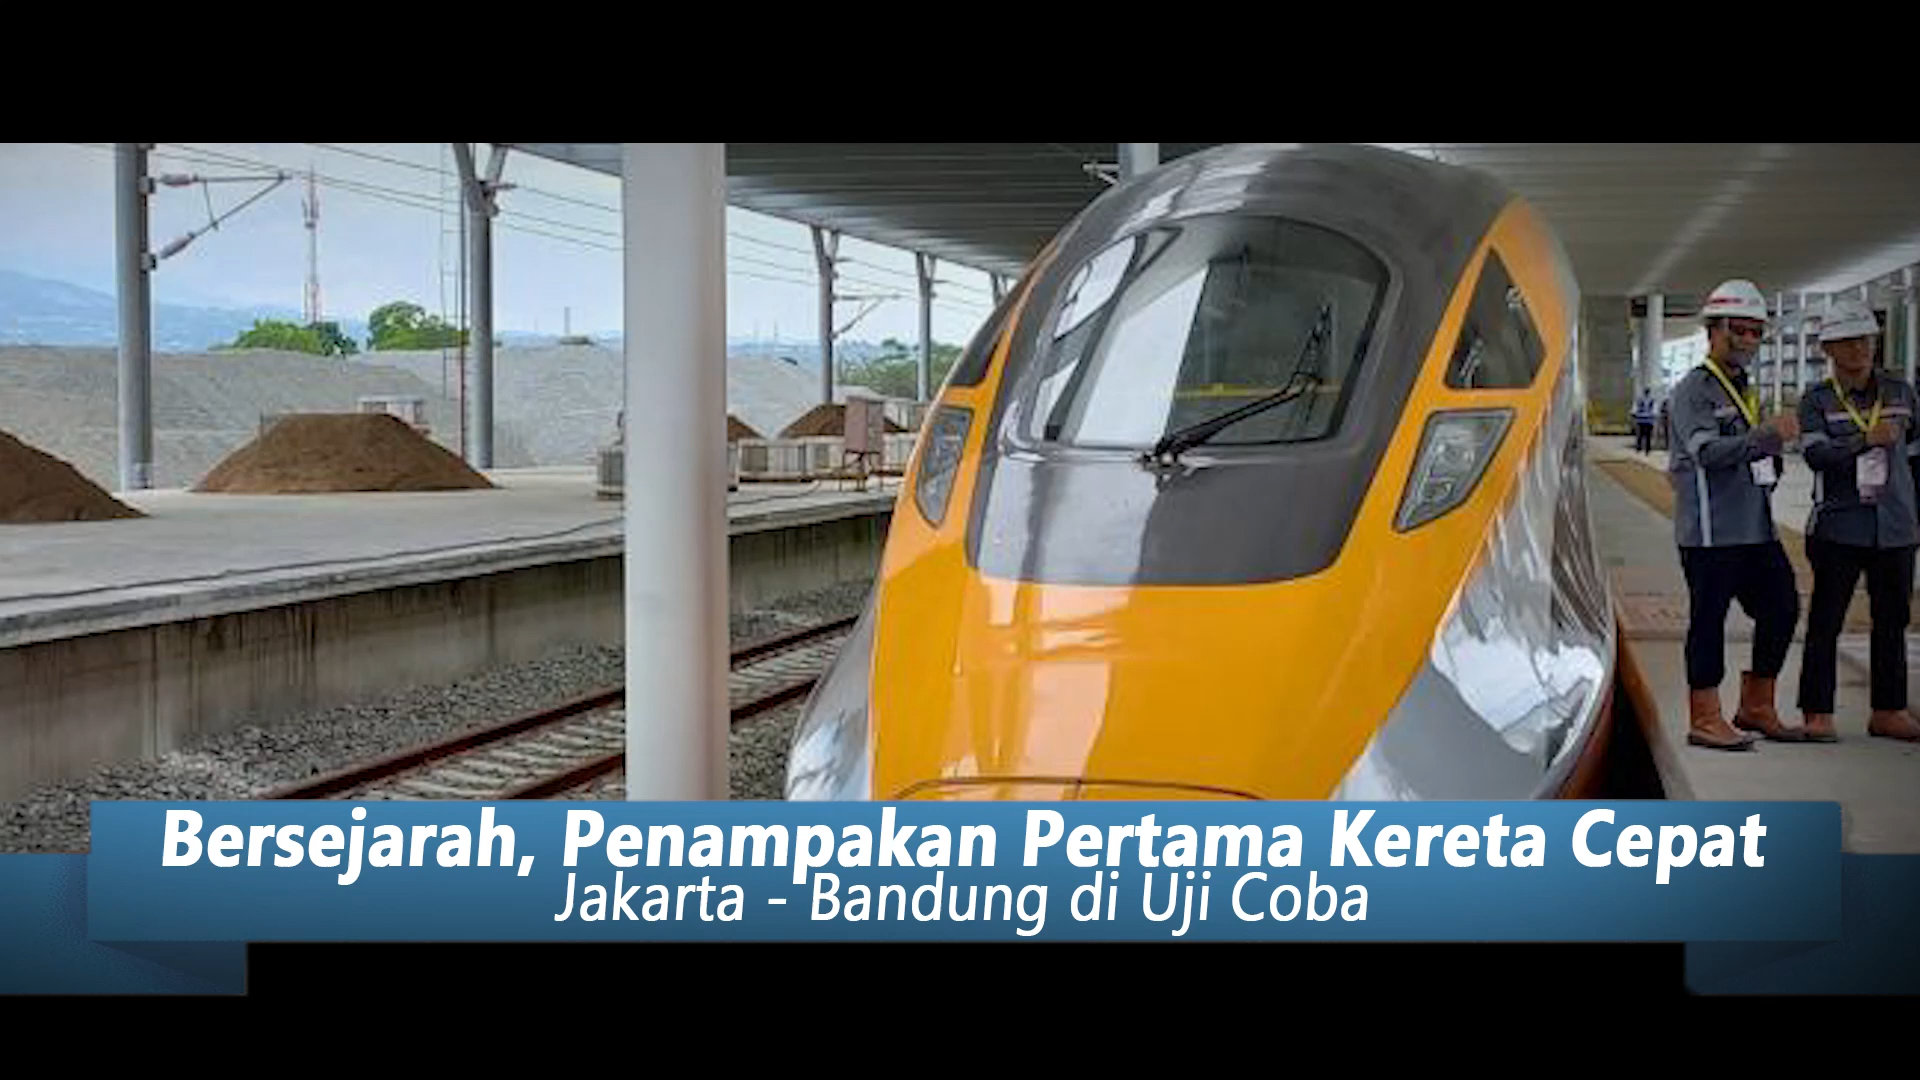 Bersejarah, Penampakan Pertama Kereta Cepat
Jakarta - Bandung di Uji Coba